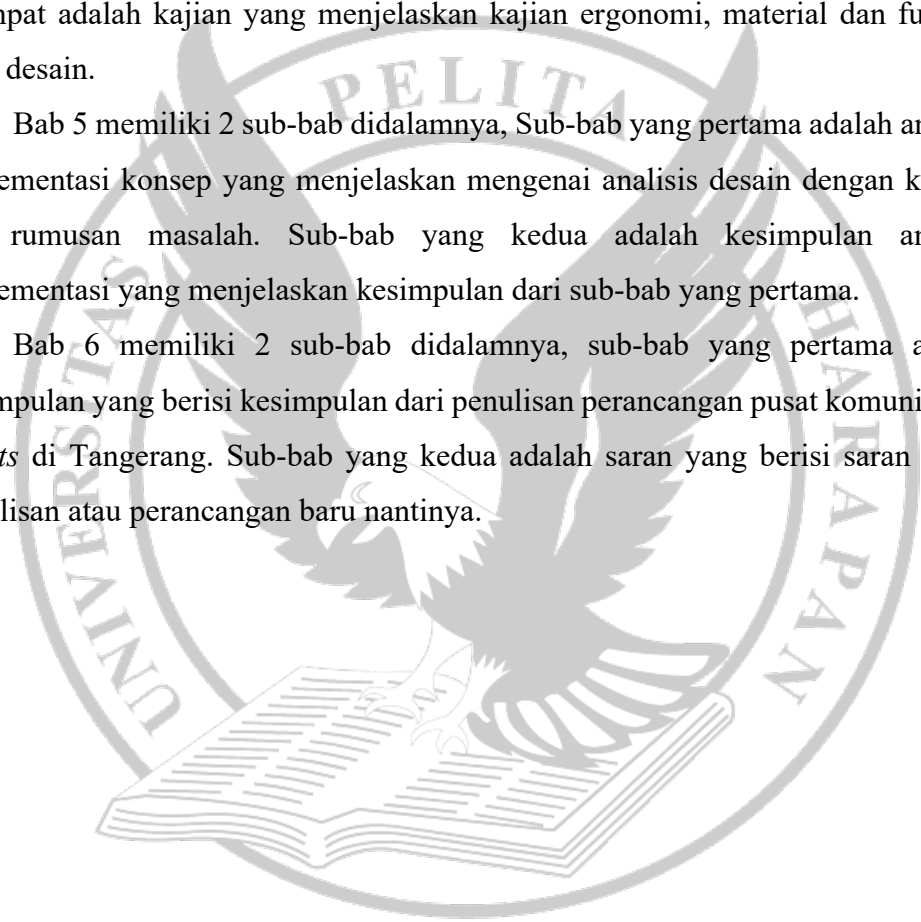 mpat adalah kajian yang menjelaskan kajian ergonomi, material dan fu
desain.
Bab 5 memiliki 2 sub-bab didalamnya, Sub-bab yang pertama adalah an
ementasi konsep yang menjelaskan mengenai analisis desain dengan k
rumusan masalah. Sub-bab yang kedua adalah kesimpulan an
ementasi yang menjelaskan kesimpulan dari sub-bab yang pertama.
Bab 6 memiliki 2 sub-bab didalamnya, sub-bab yang pertama a
mpulan yang berisi kesimpulan dari penulisan perancangan pusat komuni
ts di Tangerang. Sub-bab yang kedua adalah saran yang berisi saran
lisan atau perancangan baru nantinya.
UNIVERSITAS PELITA HARAPAN